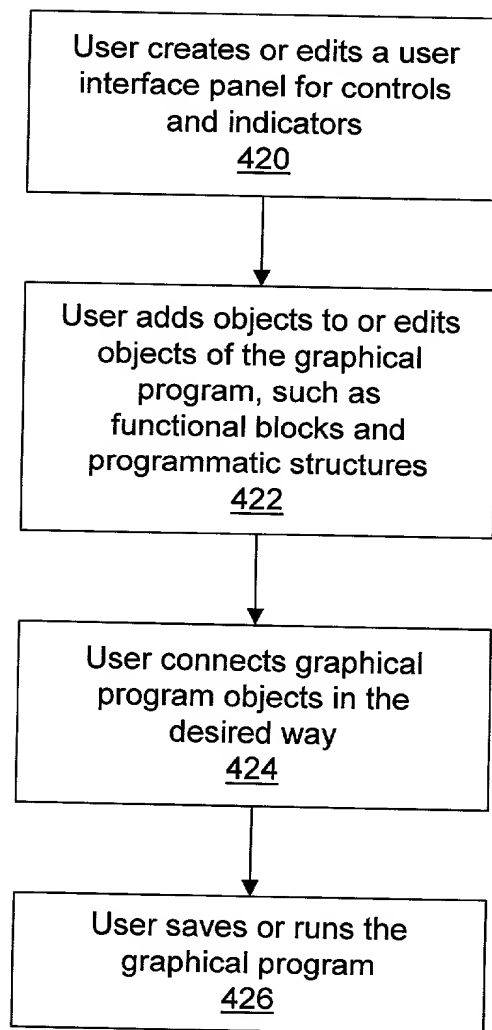 User creates or edits a user
interface panel for controls
and indicators
420
User adds objects to or edits
objects of the graphical
program, such as
functional blocks and
programmatic structures
422
User connects graphical
program objects in the
desired way
424
User saves or runs the
graphical program
426